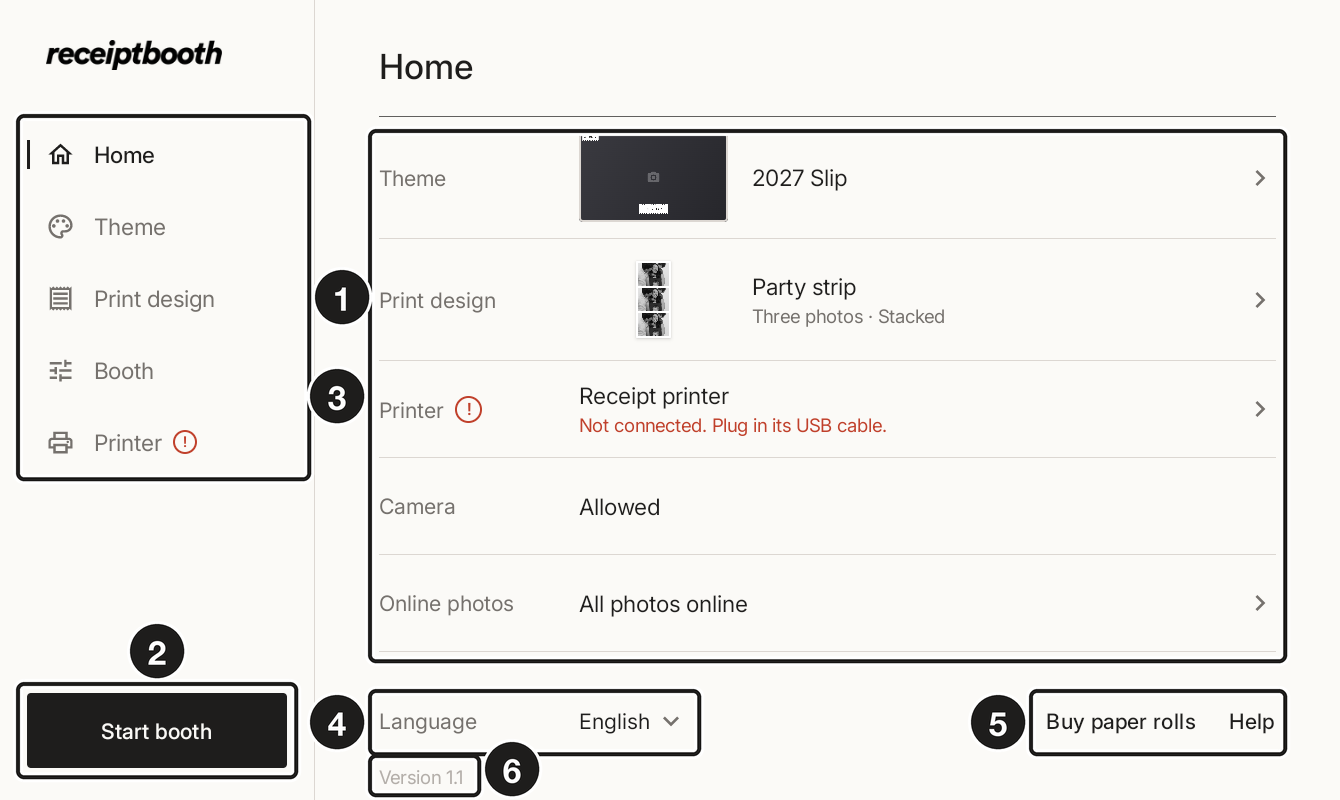 receiptbooth
Home
Theme
Print design
Booth
Printer
2
Start booth
Home
Theme
2027 Slip
1
Print design
Party strip
Three photos · Stacked
3
Printer
Receipt printer
Not connected. Plug in its USB cable.
Camera
Allowed
Online photos
All photos online
4
Language
English
5
Buy paper rolls
Help
Version 1.1
6